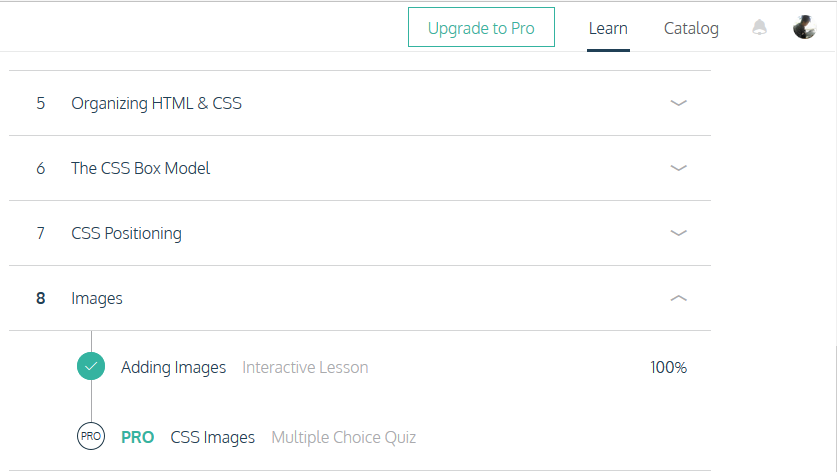 Upgrade to Pro Learn Catalog
5 Organizing HTML & CSS
6 The CSS Box Model
7 CSS Positioning
8 Images
Adding Images Interactive Lesson 100%
PRO PRO CSS Images Multiple Choice Quiz